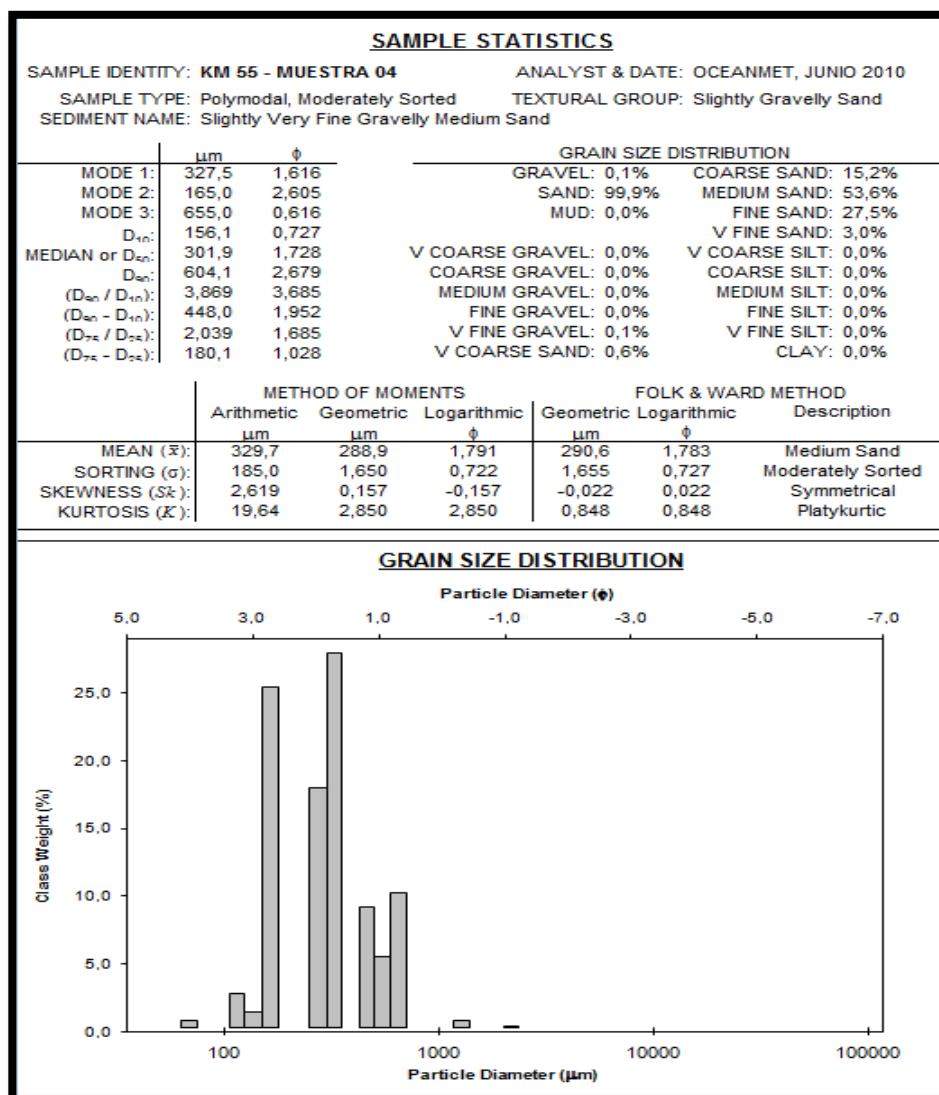 SAMPLE STATISTICS
SAMPLE IDENTITY: KM 55 - MUESTRA 04 ANALYST & DATE: OCEANMET, JUNIO 2010
SAMPLE TYPE: Polymodal, Moderately Sorted TEXTURAL GROUP: Slightly Gravelly Sand
SEDIMENT NAME: Slightly Very Fine Gravelly Medium Sand
μm ϕ GRAIN SIZE DISTRIBUTION
MODE 1: 327,5 1,616 GRAVEL: 0,1% COARSE SAND: 15,2%
MODE 2: 165,0 2,605 SAND: 99,9% MEDIUM SAND: 53,6%
MODE 3: 655,0 0,616 MUD: 0,0% FINE SAND: 27,5%
D₁₀: 156,1 0,727 V FINE SAND: 3,0%
MEDIAN or D₅₀: 301,9 1,728 V COARSE GRAVEL: 0,0% V COARSE SILT: 0,0%
D₉₀: 604,1 2,679 COARSE GRAVEL: 0,0% COARSE SILT: 0,0%
(D₉₀ / D₁₀): 3,869 3,685 MEDIUM GRAVEL: 0,0% MEDIUM SILT: 0,0%
(D₉₀ - D₁₀): 448,0 1,952 FINE GRAVEL: 0,0% FINE SILT: 0,0%
(D₇₅ / D₂₅): 2,039 1,685 V FINE GRAVEL: 0,1% V FINE SILT: 0,0%
(D₇₅ - D₂₅): 180,1 1,028 V COARSE SAND: 0,6% CLAY: 0,0%
METHOD OF MOMENTS FOLK & WARD METHOD
Arithmetic Geometric Logarithmic Geometric Logarithmic Description
μm μm ϕ μm ϕ
MEAN (x̄): 329,7 288,9 1,791 290,6 1,783 Medium Sand
SORTING (σ): 185,0 1,650 0,722 1,655 0,727 Moderately Sorted
SKEWNESS (Sk): 2,619 0,157 -0,157 -0,022 0,022 Symmetrical
KURTOSIS (K): 19,64 2,850 2,850 0,848 0,848 Platykurtic
GRAIN SIZE DISTRIBUTION
Particle Diameter (ϕ)
5,0 3,0 1,0 -1,0 -3,0 -5,0 -7,0
25,0
20,0
15,0
10,0
5,0
0,0
Class Weight (%)
100 1000 10000 100000
Particle Diameter (μm)